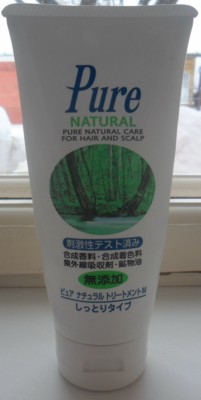 Pure
NATURAL
PURE NATURAL CARE
FOR HAIR AND SCALP
刺激性テスト済み
合成香料・合成着色料
紫外線吸収剤・鉱物油
無添加
ピュア ナチュラル トリートメント M
しっとりタイプ